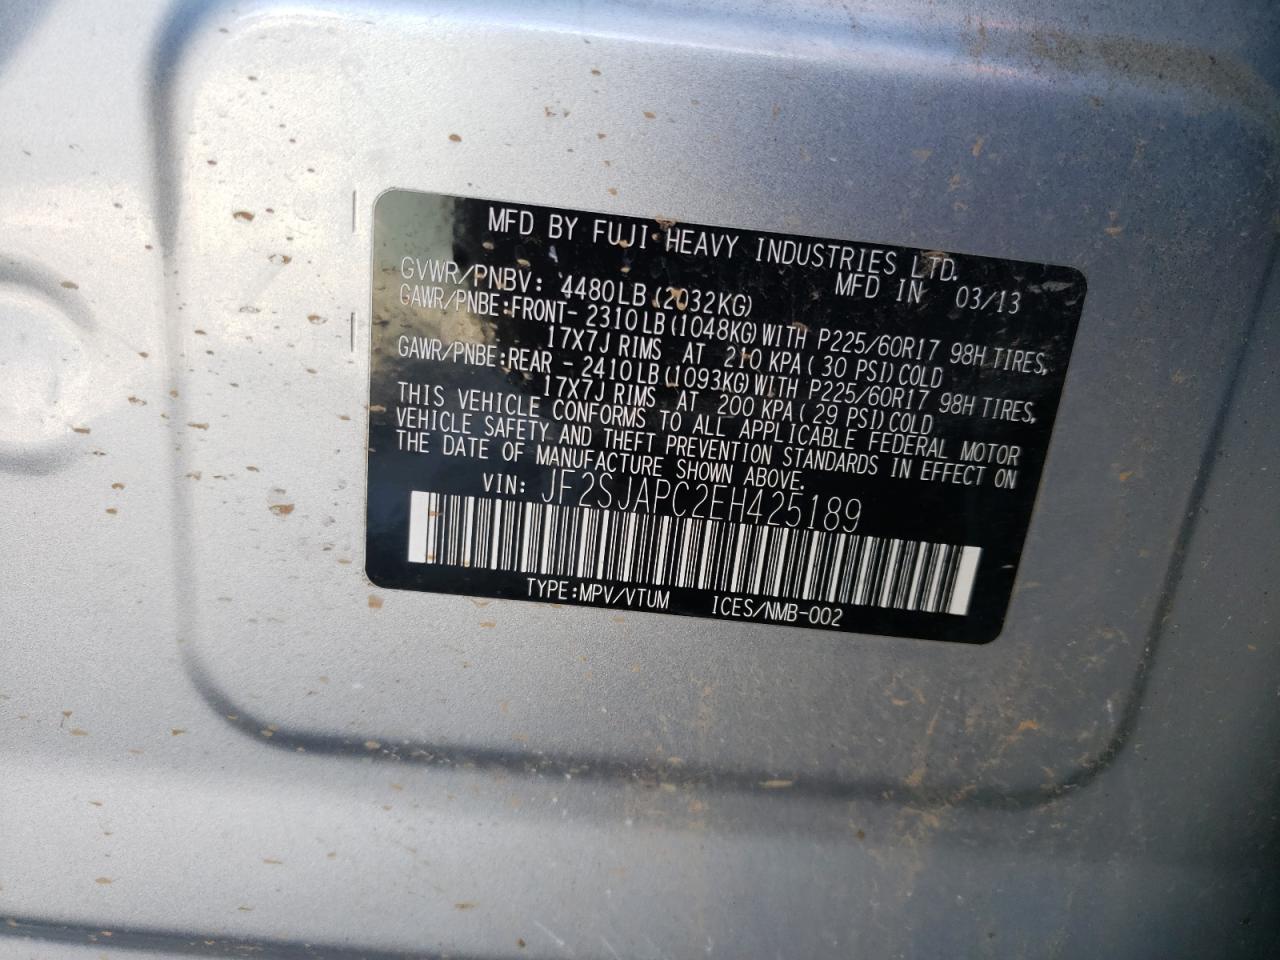 MFD BY FUJI HEAVY INDUSTRIES LTD.
MFD IN 03/13
GVWR/PNBV: 4480LB(2032KG)
GAWR/PNBE:FRONT- 2310LB(1048KG)WITH P225/60R17 98H TIRES,
17X7J RIMS AT 210 KPA( 30 PSI)COLD
GAWR/PNBE:REAR - 2410LB(1093KG)WITH P225/60R17 98H TIRES,
17X7J RIMS AT 200 KPA( 29 PSI)COLD
THIS VEHICLE CONFORMS TO ALL APPLICABLE FEDERAL MOTOR
VEHICLE SAFETY AND THEFT PREVENTION STANDARDS IN EFFECT ON
THE DATE OF MANUFACTURE SHOWN ABOVE.
VIN: JF2SJAPC2EH425189
TYPE:MPV/VTUM ICES/NMB-002